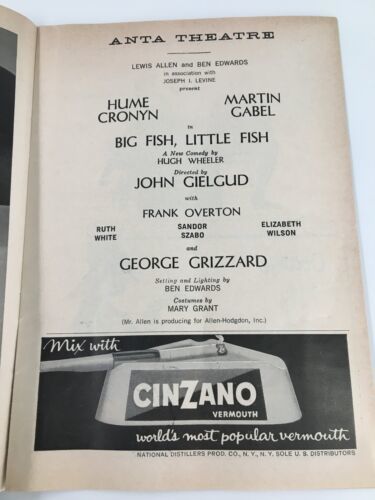 ANTA THEATRE
LEWIS ALLEN and BEN EDWARDS
in association with
JOSEPH I. LEVINE
present
HUME CRONYN
MARTIN GABEL
in
BIG FISH, LITTLE FISH
A New Comedy by
HUGH WHEELER
Directed by
JOHN GIELGUD
with
FRANK OVERTON
RUTH WHITE
SANDOR SZABO
ELIZABETH WILSON
and
GEORGE GRIZZARD
Setting and Lighting by
BEN EDWARDS
Costumes by
MARY GRANT
(Mr. Allen is producing for Allen-Hodgdon, Inc.)
Mix with
CINZANO
VERMOUTH
world's most popular vermouth
NATIONAL DISTILLERS PROD. CO., N. Y., N. Y. SOLE U. S. DISTRIBUTORS